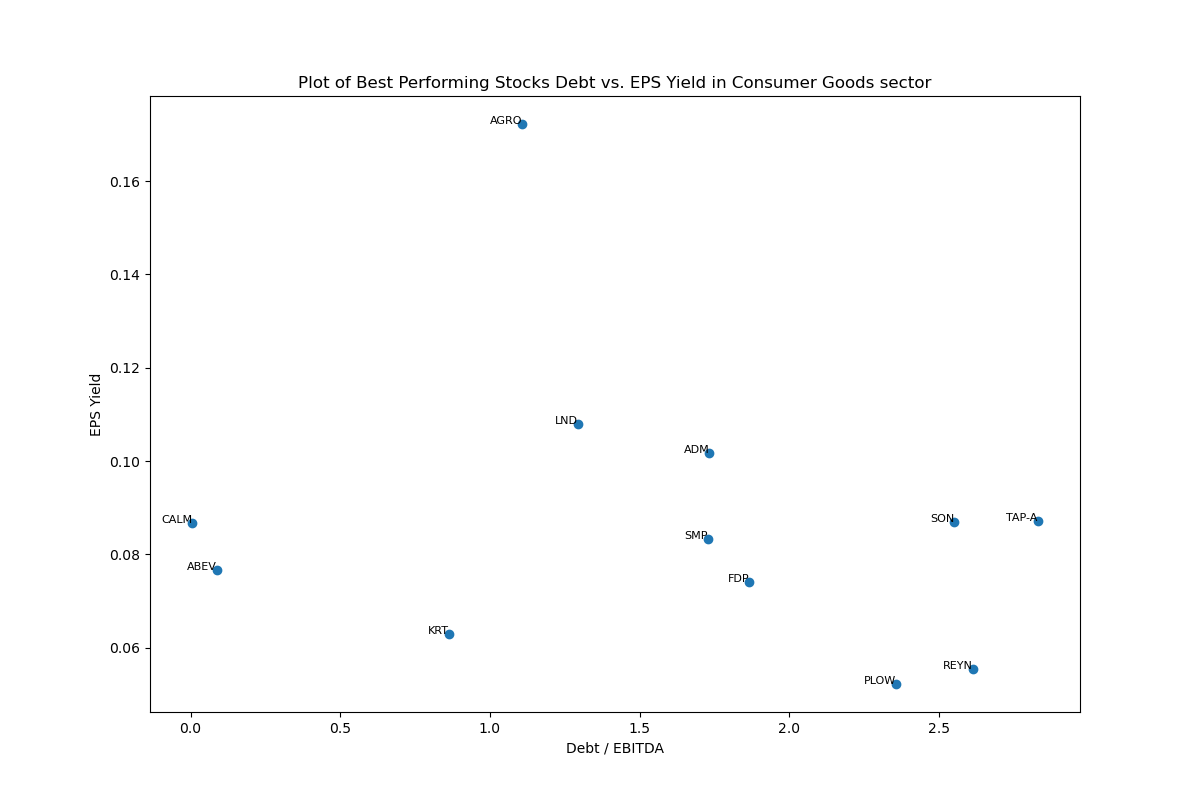 Plot of Best Performing Stocks Debt vs. EPS Yield in Consumer Goods sector
AGRO
0.16
0.14
0.12
EPS Yield
LND
ADM
0.10
CALM
SON
TAP-A
SMP
0.08
ABEV
FDP
KRT
0.06
REYN
PLOW
0.0 0.5 1.0 1.5 2.0 2.5
Debt / EBITDA